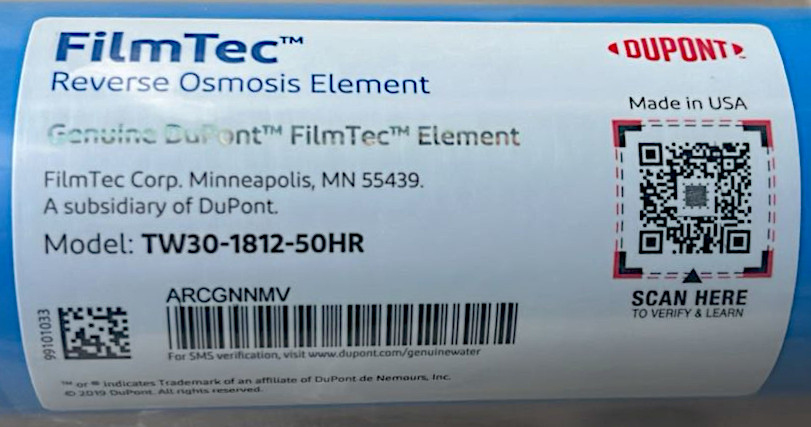 FilmTec™
Reverse Osmosis Element
Genuine DuPont™ FilmTec™ Element
FilmTec Corp. Minneapolis, MN 55439.
A subsidiary of DuPont.
Model: TW30-1812-50HR
ARCGNNMV
99101033
For SMS verification, visit www.dupont.com/genuinewater
™ or ® indicates Trademark of an affiliate of DuPont de Nemours, Inc.
© 2019 DuPont. All rights reserved.
DUPONT
Made in USA
SCAN HERE
TO VERIFY & LEARN